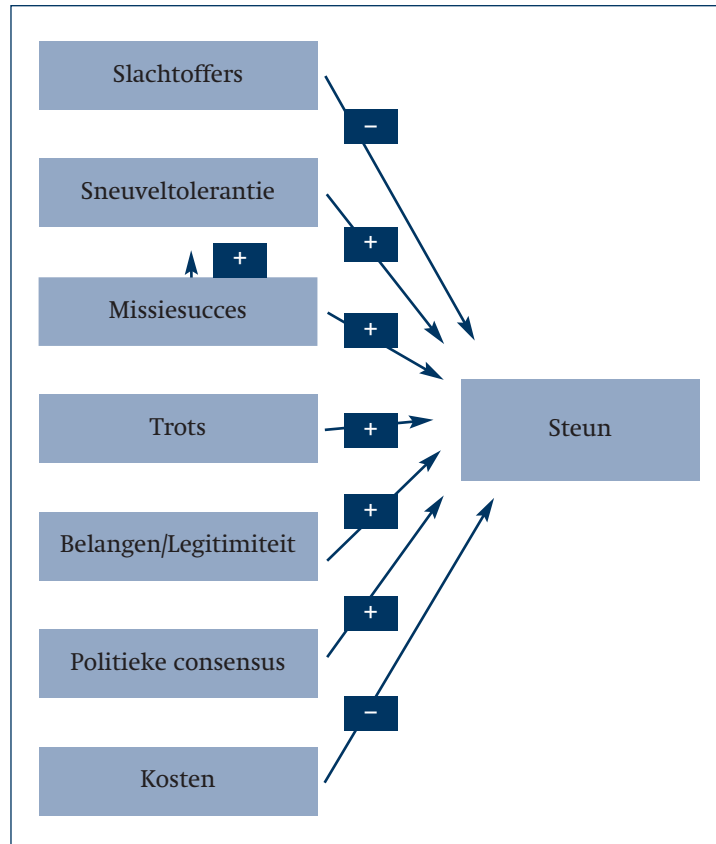 Slachtoffers
−
Sneuveltolerantie
+
+
Missiesucces
+
Trots
+
Steun
+
Belangen/Legitimiteit
+
Politieke consensus
−
Kosten